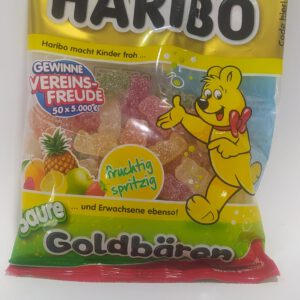 HARIBO
Haribo macht Kinder froh ...
GEWINNE
VEREINS-
FREUDE
50 x 5.000 €
fruchtig
spritzig
Saure
... und Erwachsene ebenso!
Goldbären